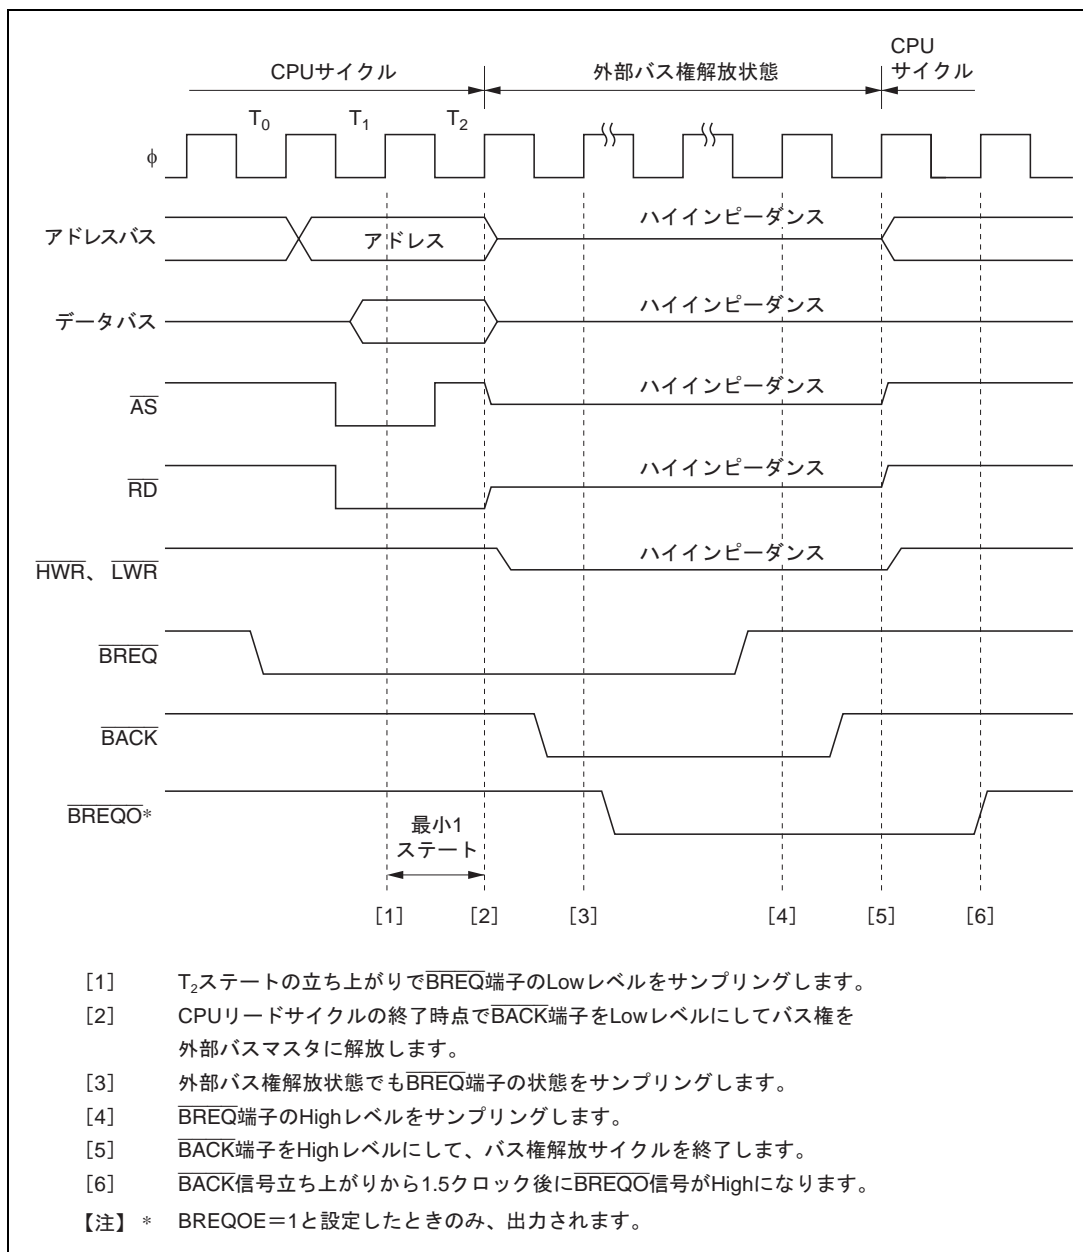 CPUサイクル
外部バス権解放状態
CPU
サイクル
T0
T1
T2
φ
アドレスバス
アドレス
ハイインピーダンス
データバス
ハイインピーダンス
AS
ハイインピーダンス
RD
ハイインピーダンス
HWR、LWR
ハイインピーダンス
BREQ
BACK
BREQO*
最小1
ステート
[1] [2] [3] [4] [5] [6]
[1] T2ステートの立ち上がりでBREQ端子のLowレベルをサンプリングします。
[2] CPUリードサイクルの終了時点でBACK端子をLowレベルにしてバス権を
外部バスマスタに解放します。
[3] 外部バス権解放状態でもBREQ端子の状態をサンプリングします。
[4] BREQ端子のHighレベルをサンプリングします。
[5] BACK端子をHighレベルにして、バス権解放サイクルを終了します。
[6] BACK信号立ち上がりから1.5クロック後にBREQO信号がHighになります。
【注】 * BREQOE=1と設定したときのみ、出力されます。